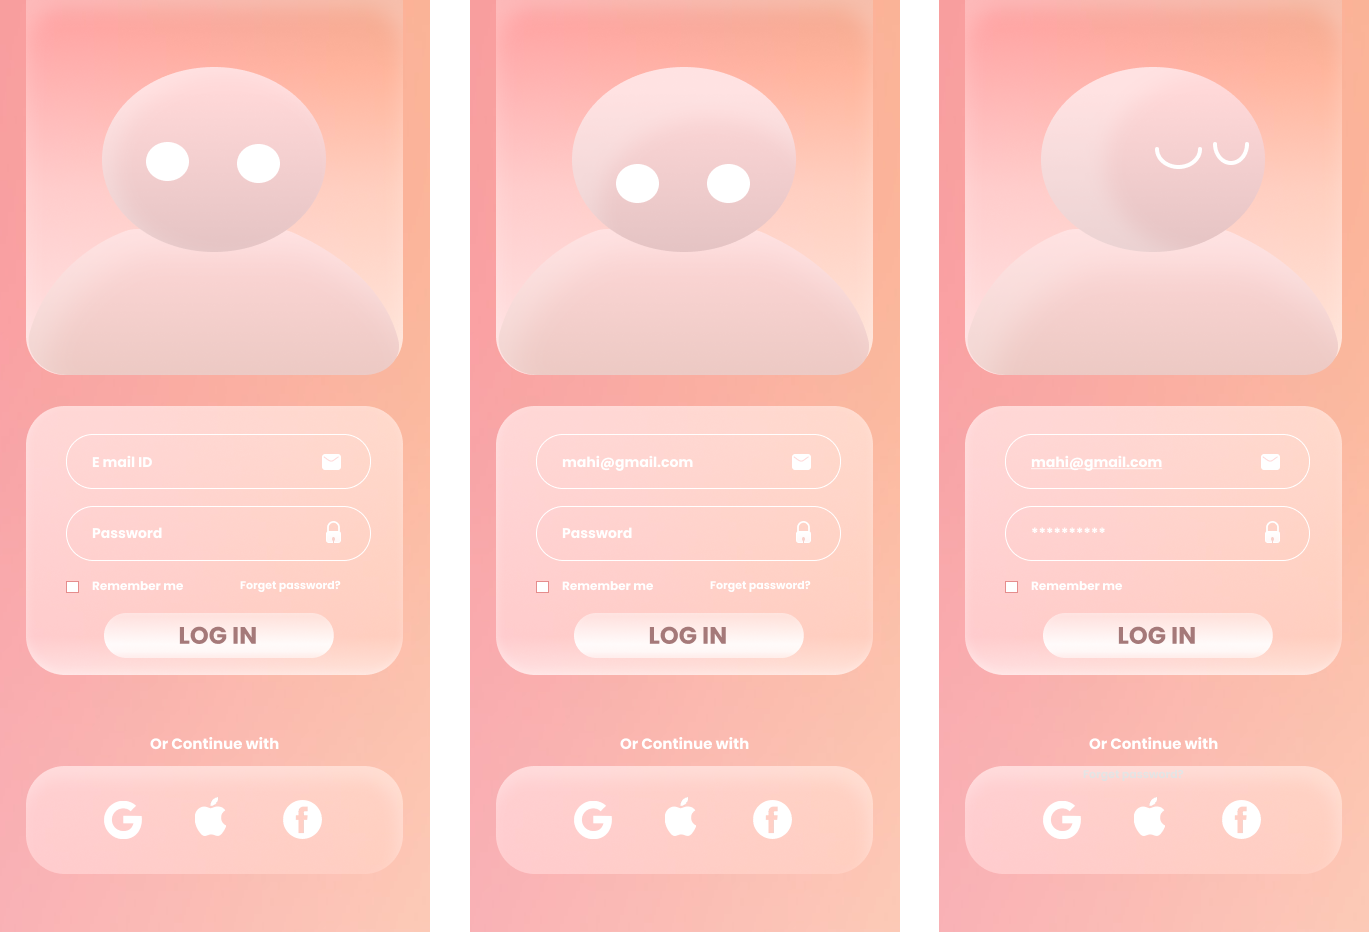 E mail ID
Password
Remember me
Forget password?
LOG IN
Or Continue with
mahi@gmail.com
Password
Remember me
Forget password?
LOG IN
Or Continue with
mahi@gmail.com
**********
Remember me
LOG IN
Or Continue with